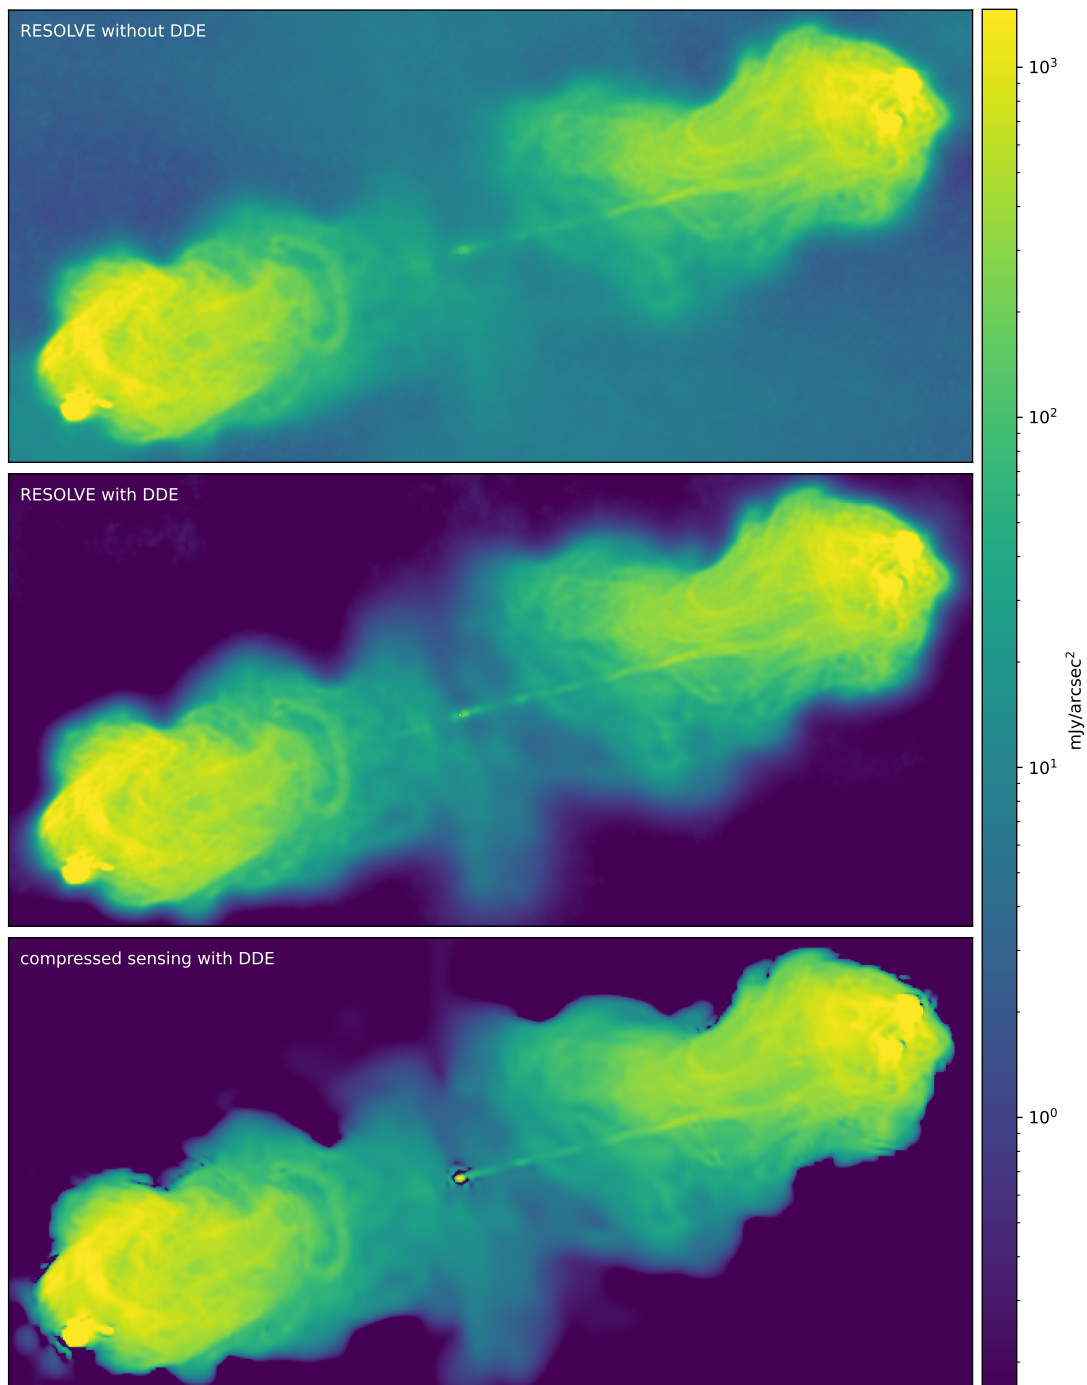 RESOLVE without DDE
RESOLVE with DDE
compressed sensing with DDE
10³
10²
10¹
10⁰
mJy/arcsec²